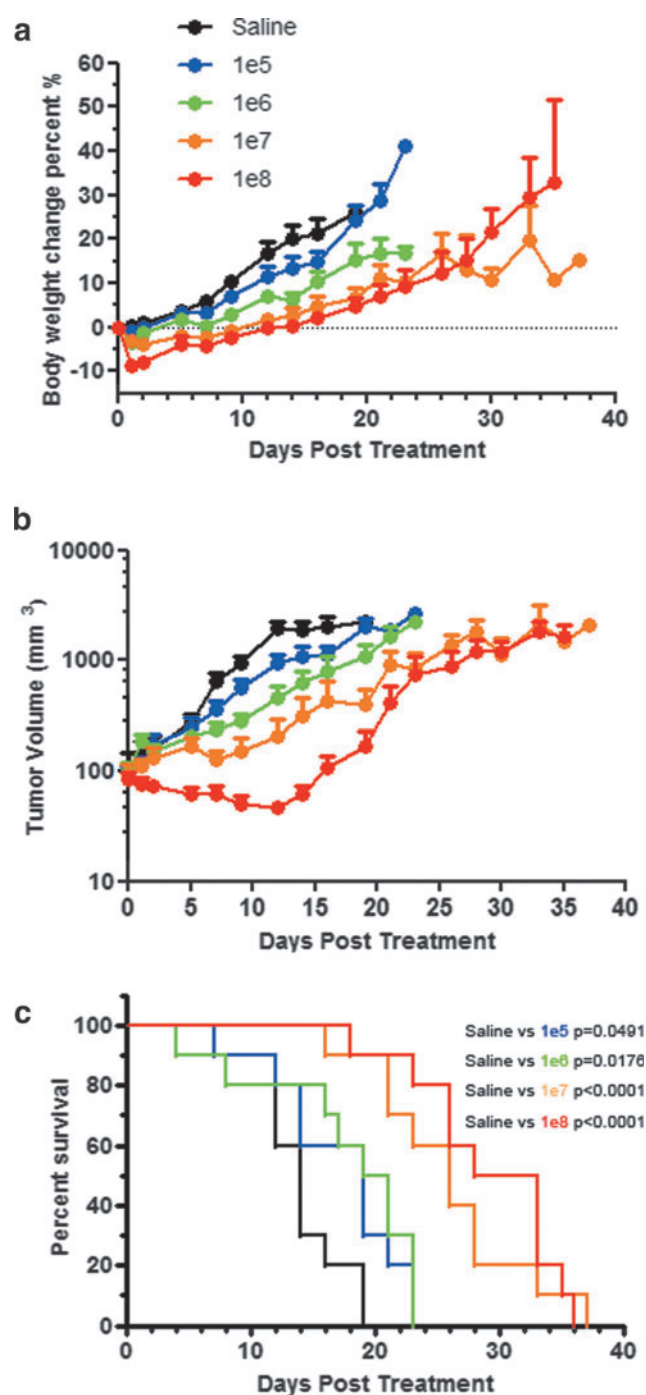 a
Saline
1e5
1e6
1e7
1e8
Body weight change percent %
60
50
40
30
20
10
0
-10
0 10 20 30 40
Days Post Treatment
b
Tumor Volume (mm ³)
10000
1000
100
10
0 5 10 15 20 25 30 35 40
Days Post Treatment
c
Saline vs 1e5 p=0.0491
Saline vs 1e6 p=0.0176
Saline vs 1e7 p<0.0001
Saline vs 1e8 p<0.0001
Percent survival
100
80
60
40
20
0
0 10 20 30 40
Days Post Treatment